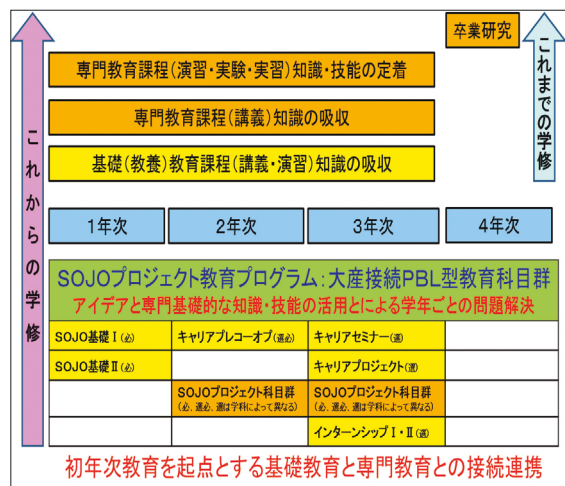 卒業研究
専門教育課程(演習・実験・実習)知識・技能の定着
専門教育課程(講義)知識の吸収
基礎(教養)教育課程(講義・演習)知識の吸収
これまでの学修
これからの学修
1年次 2年次 3年次 4年次
SOJOプロジェクト教育プログラム:大産接続PBL型教育科目群
アイデアと専門基礎的な知識・技能の活用とによる学年ごとの問題解決
SOJO基礎Ⅰ(必) キャリアプレコーオプ(選必) キャリアセミナー(選)
SOJO基礎Ⅱ(必) キャリアプロジェクト(選)
SOJOプロジェクト科目群 SOJOプロジェクト科目群
(必、選必、選は学科によって異なる) (必、選必、選は学科によって異なる)
インターンシップⅠ・Ⅱ(選)
初年次教育を起点とする基礎教育と専門教育との接続連携